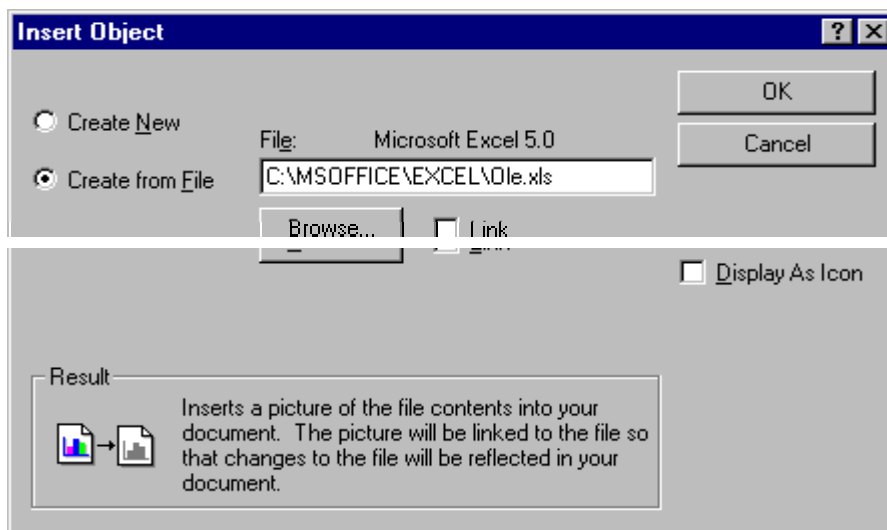 Insert Object
OK
Create New
File: Microsoft Excel 5.0
Cancel
Create from File
C:\MSOFFICE\EXCEL\Ole.xls
Browse... Link
Display As Icon
Result
Inserts a picture of the file contents into your
document. The picture will be linked to the file so
that changes to the file will be reflected in your
document.